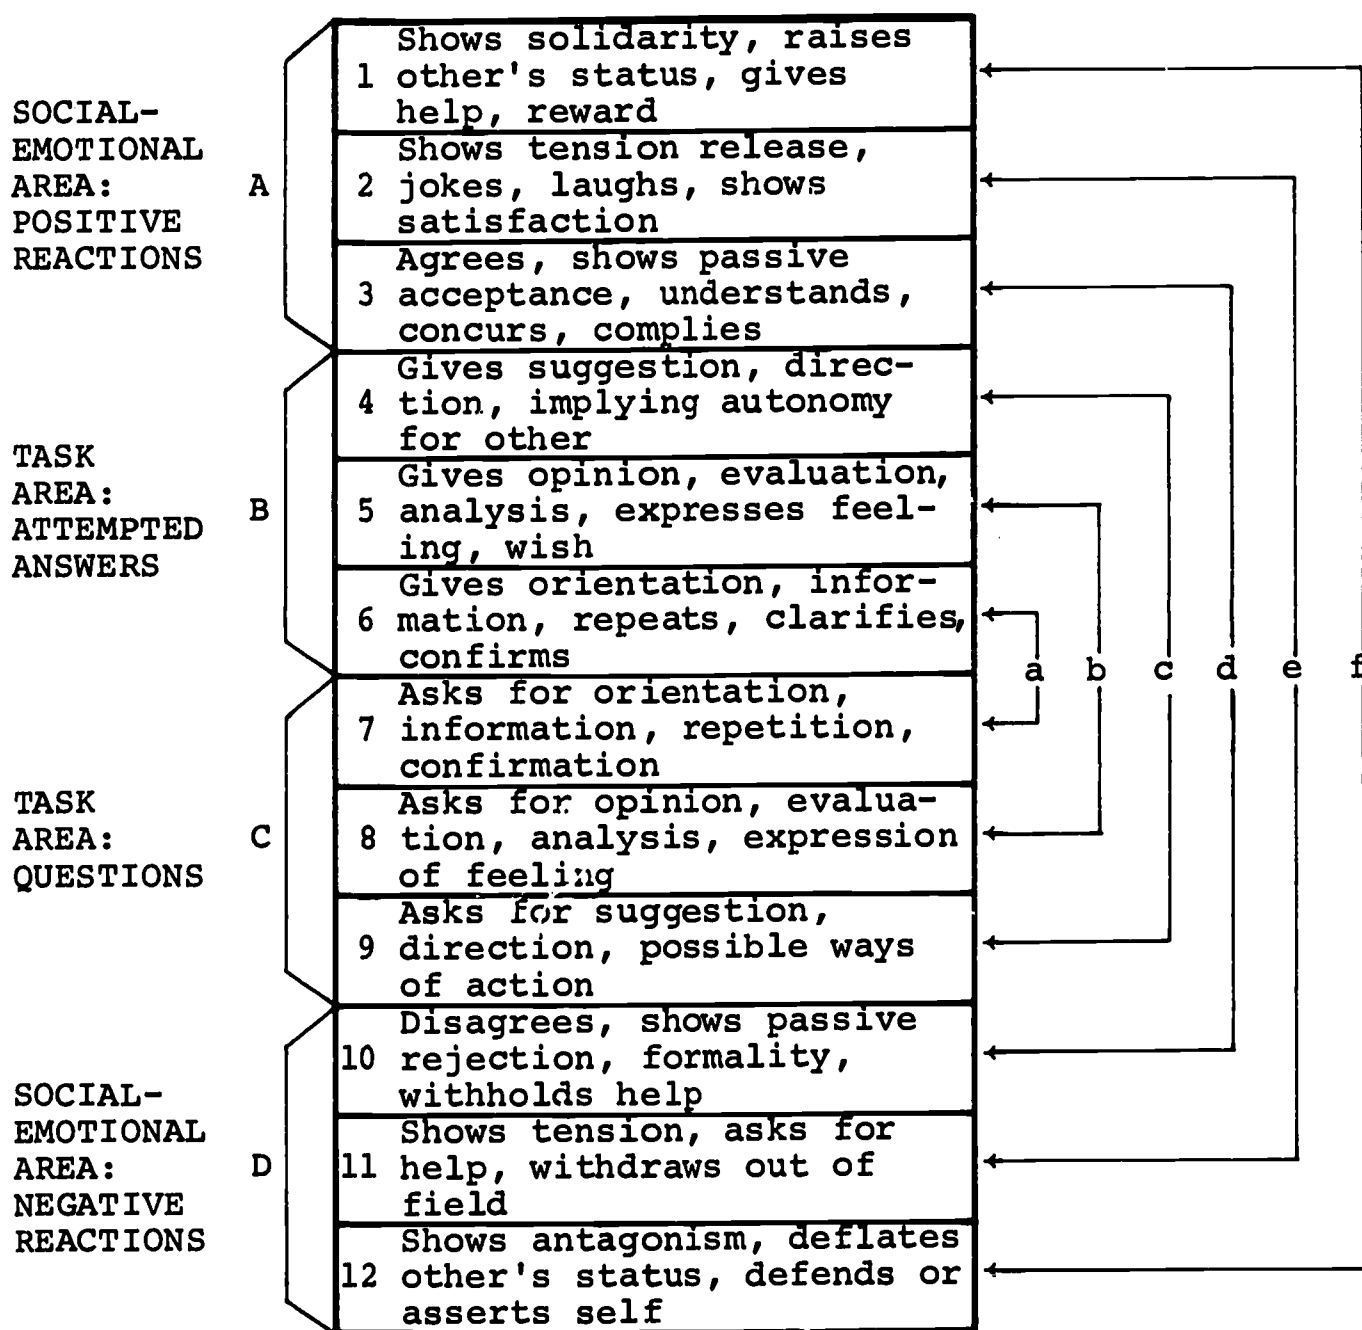 SOCIAL-
EMOTIONAL
AREA:
POSITIVE
REACTIONS
A
1 Shows solidarity, raises
other's status, gives
help, reward
2 Shows tension release,
jokes, laughs, shows
satisfaction
3 Agrees, shows passive
acceptance, understands,
concurs, complies
TASK
AREA:
ATTEMPTED
ANSWERS
B
4 Gives suggestion, direc-
tion, implying autonomy
for other
5 Gives opinion, evaluation,
analysis, expresses feel-
ing, wish
6 Gives orientation, infor-
mation, repeats, clarifies,
confirms
a b c d e f
TASK
AREA:
QUESTIONS
C
7 Asks for orientation,
information, repetition,
confirmation
8 Asks for opinion, evalua-
tion, analysis, expression
of feeling
9 Asks for suggestion,
direction, possible ways
of action
SOCIAL-
EMOTIONAL
AREA:
NEGATIVE
REACTIONS
D
10 Disagrees, shows passive
rejection, formality,
withholds help
11 Shows tension, asks for
help, withdraws out of
field
12 Shows antagonism, deflates
other's status, defends or
asserts self